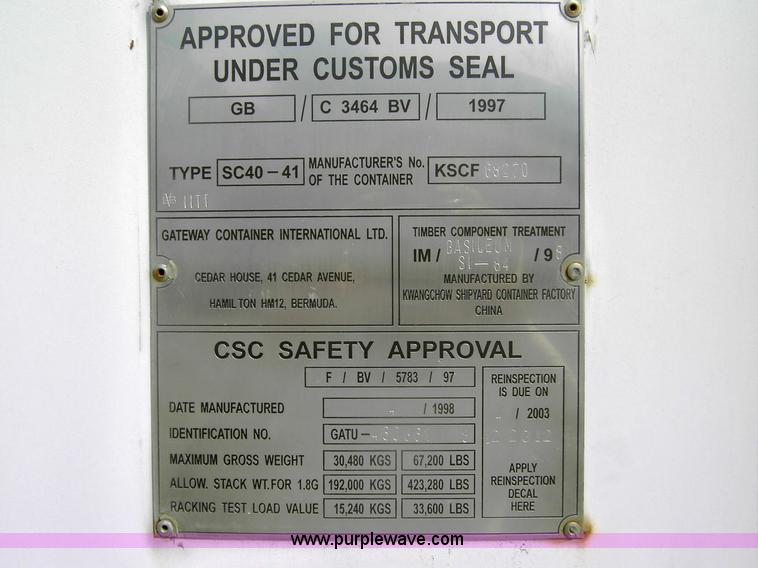 APPROVED FOR TRANSPORT
UNDER CUSTOMS SEAL
GB / C 3464 BV / 1997
TYPE SC40-41 MANUFACTURER'S No. OF THE CONTAINER KSCF 68270
GATEWAY CONTAINER INTERNATIONAL LTD.
CEDAR HOUSE, 41 CEDAR AVENUE,
HAMILTON HM12, BERMUDA.
TIMBER COMPONENT TREATMENT
IM / BASILEUM SI-84 / 98
MANUFACTURED BY
KWANGCHOW SHIPYARD CONTAINER FACTORY
CHINA
CSC SAFETY APPROVAL
F / BV / 5783 / 97
DATE MANUFACTURED / 1998
IDENTIFICATION NO. GATU-
MAXIMUM GROSS WEIGHT 30,480 KGS 67,200 LBS
ALLOW. STACK WT.FOR 1.8G 192,000 KGS 423,280 LBS
RACKING TEST LOAD VALUE 15,240 KGS 33,600 LBS
REINSPECTION
IS DUE ON
/ 2003
APPLY
REINSPECTION
DECAL
HERE
www.purplewave.com